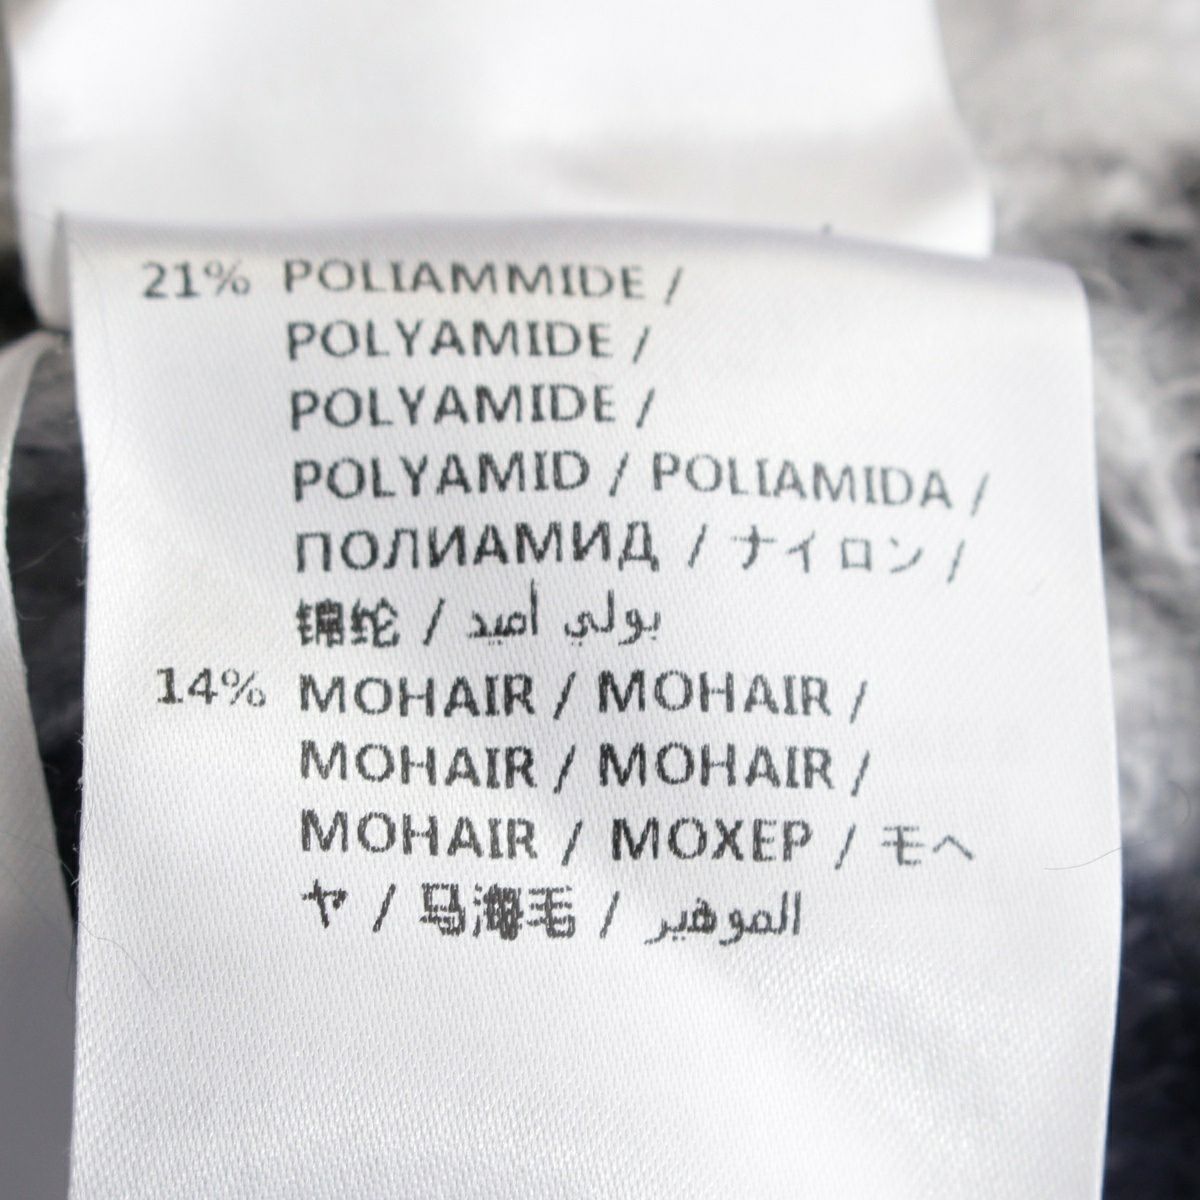 21% POLIAMMIDE /
POLYAMIDE /
POLYAMIDE /
POLYAMID / POLIAMIDA /
ПОЛИАМИД / ナイロン /
锦纶 / بولي أميد
14% MOHAIR / MOHAIR /
MOHAIR / MOHAIR /
MOHAIR / МОХЕР / モヘ
ヤ / 马海毛 / الموهير